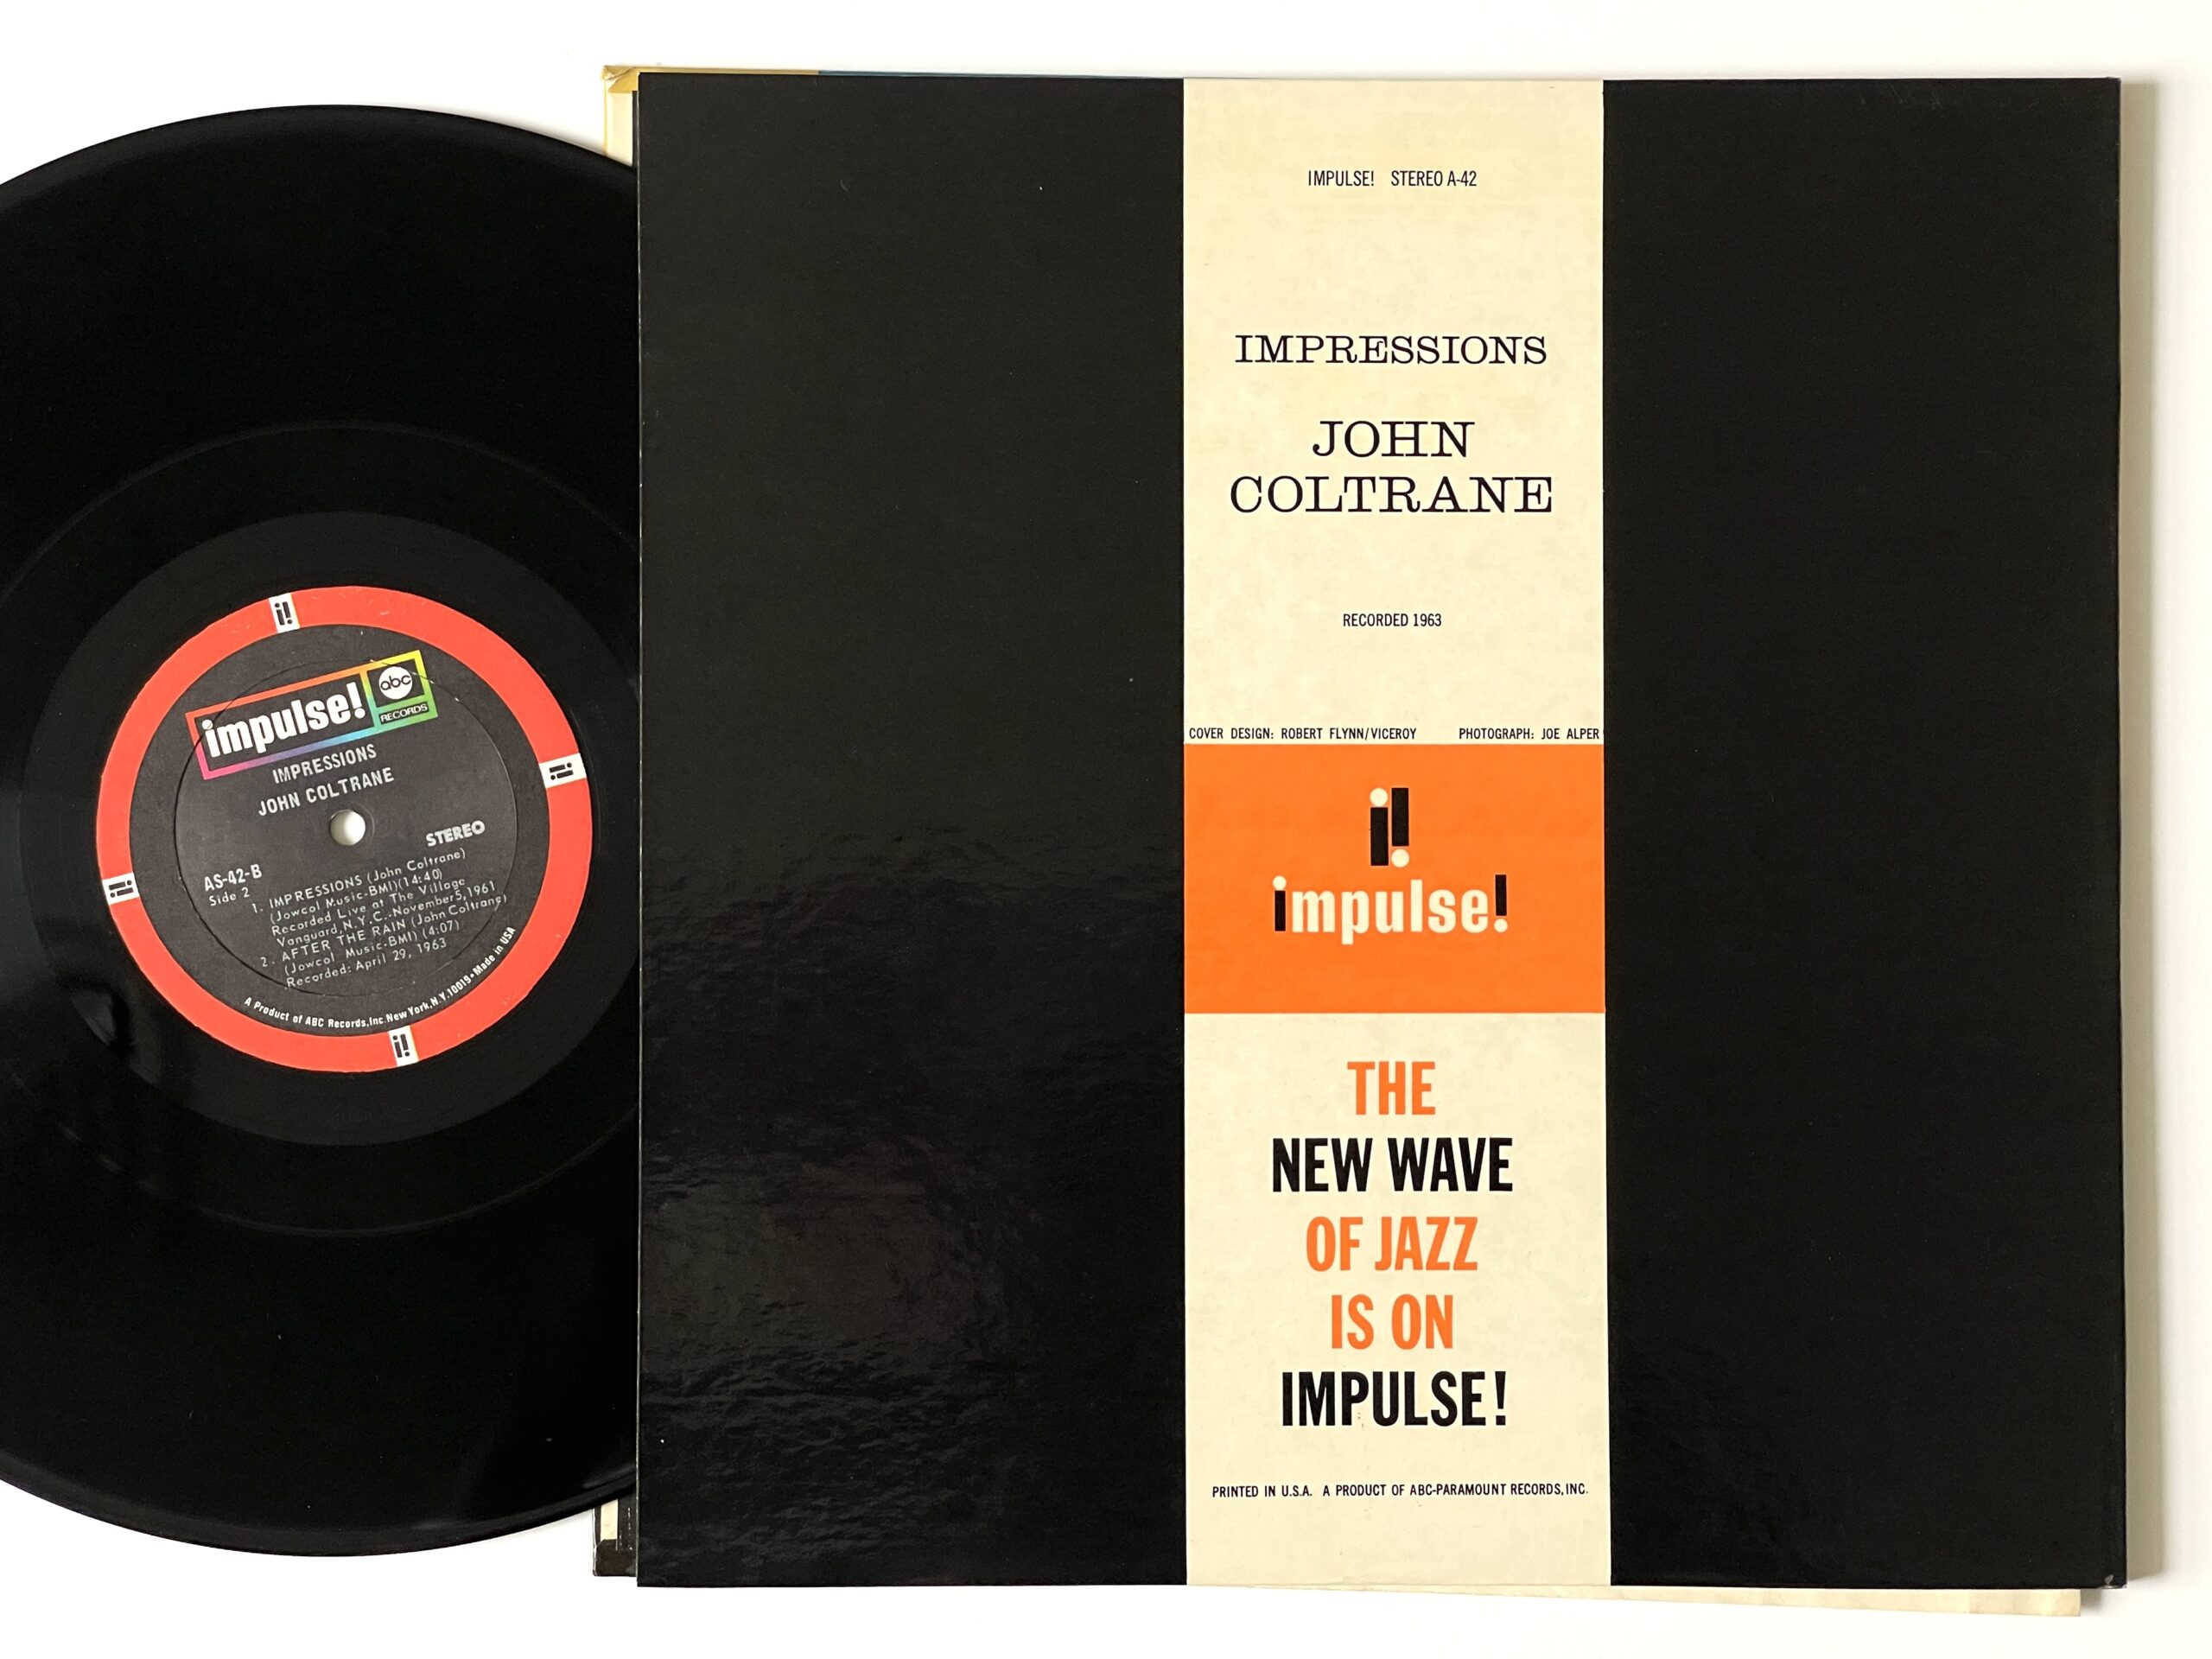 impulse!
abc
RECORDS
IMPRESSIONS
JOHN COLTRANE
STEREO
AS-42-B
Side 2
1. IMPRESSIONS (John Coltrane)
(Jowcol Music-BMI)(14:40)
Recorded Live at The Village
Vanguard, N.Y.C. November 5, 1961
2. AFTER THE RAIN (John Coltrane)
(Jowcol Music-BMI) (4:07)
Recorded: April 29, 1963
A Product of ABC Records, Inc. New York, N.Y. 10019 • Made in USA
IMPULSE! STEREO A-42
IMPRESSIONS
JOHN
COLTRANE
RECORDED 1963
COVER DESIGN: ROBERT FLYNN/VICEROY PHOTOGRAPH: JOE ALPER
impulse!
THE
NEW WAVE
OF JAZZ
IS ON
IMPULSE!
PRINTED IN U.S.A. A PRODUCT OF ABC-PARAMOUNT RECORDS, INC.